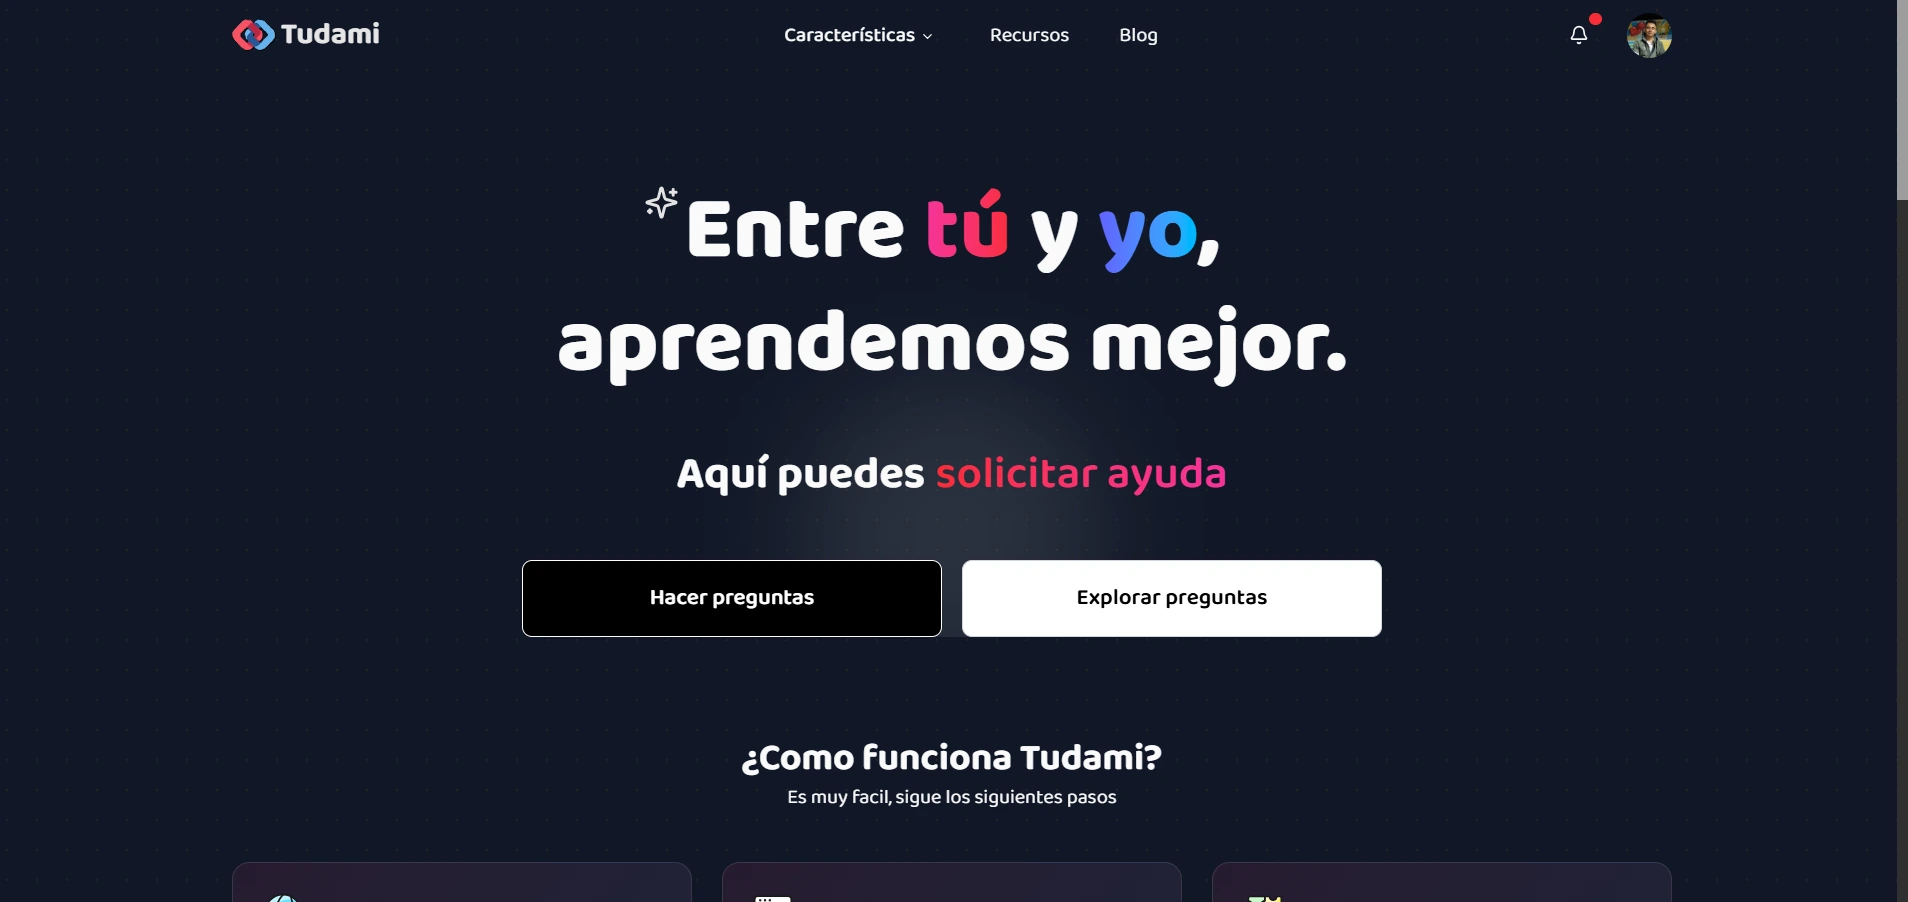 Tudami
Características
Recursos
Blog
Entre tú y yo,
aprendemos mejor.
Aquí puedes solicitar ayuda
Hacer preguntas
Explorar preguntas
¿Como funciona Tudami?
Es muy facil, sigue los siguientes pasos